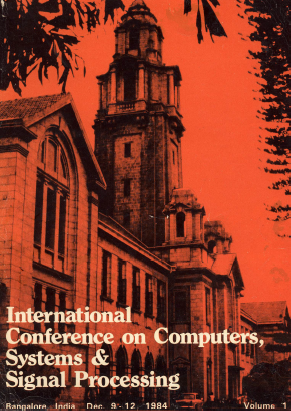 International
Conference on Computers,
Systems &
Signal Processing
Bangalore, India Dec. 9-12, 1984 Volume 1